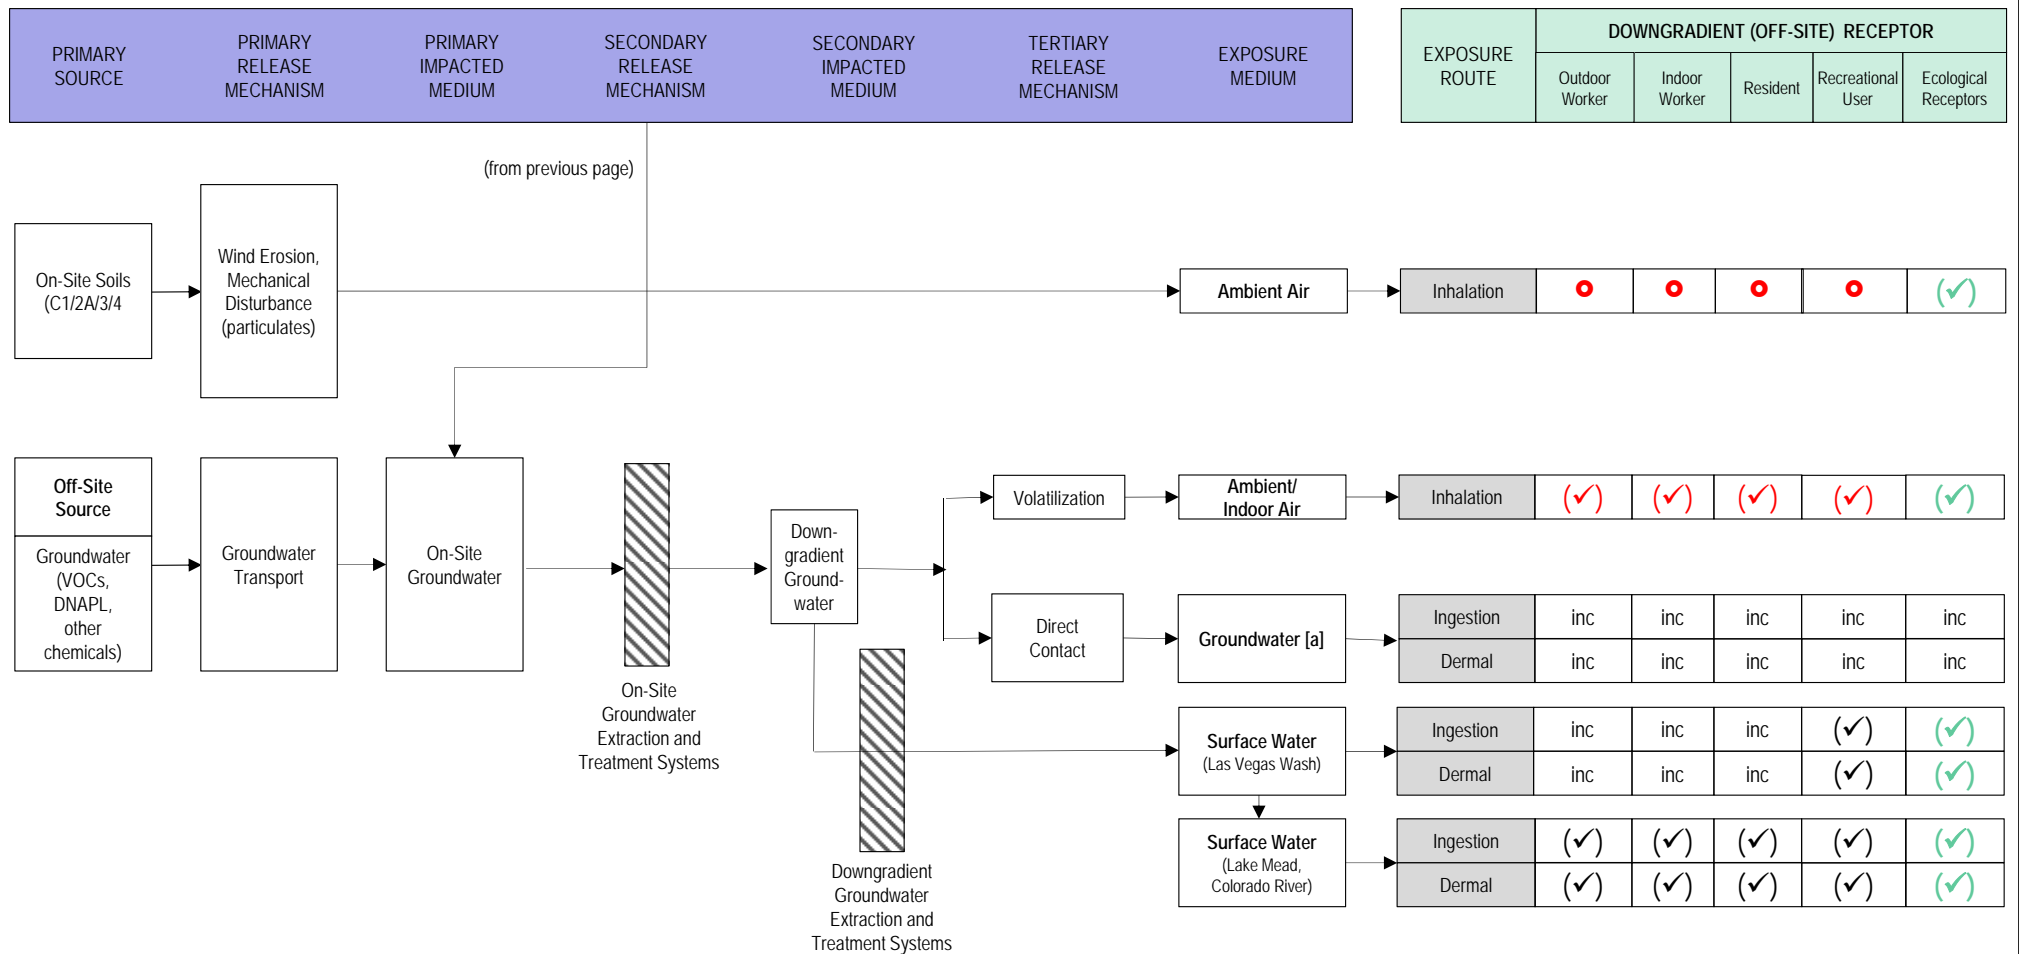 PRIMARY
SOURCE
PRIMARY
RELEASE
MECHANISM
PRIMARY
IMPACTED
MEDIUM
SECONDARY
RELEASE
MECHANISM
SECONDARY
IMPACTED
MEDIUM
TERTIARY
RELEASE
MECHANISM
EXPOSURE
MEDIUM
EXPOSURE
ROUTE
DOWNGRADIENT (OFF-SITE) RECEPTOR
Outdoor
Worker
Indoor
Worker
Resident
Recreational
User
Ecological
Receptors
(from previous page)
On-Site Soils
(C1/2A/3/4
Wind Erosion,
Mechanical
Disturbance
(particulates)
Ambient Air
Inhalation
(✓)
Off-Site
Source
Groundwater
(VOCs,
DNAPL,
other
chemicals)
Groundwater
Transport
On-Site
Groundwater
On-Site
Groundwater
Extraction and
Treatment Systems
Down-
gradient
Ground-
water
Downgradient
Groundwater
Extraction and
Treatment Systems
Volatilization
Ambient/
Indoor Air
Inhalation (✓) (✓) (✓) (✓) (✓)
Direct
Contact
Groundwater [a]
Ingestion inc inc inc inc inc
Dermal inc inc inc inc inc
Surface Water
(Las Vegas Wash)
Ingestion inc inc inc (✓) (✓)
Dermal inc inc inc (✓) (✓)
Surface Water
(Lake Mead,
Colorado River)
Ingestion (✓) (✓) (✓) (✓) (✓)
Dermal (✓) (✓) (✓) (✓) (✓)